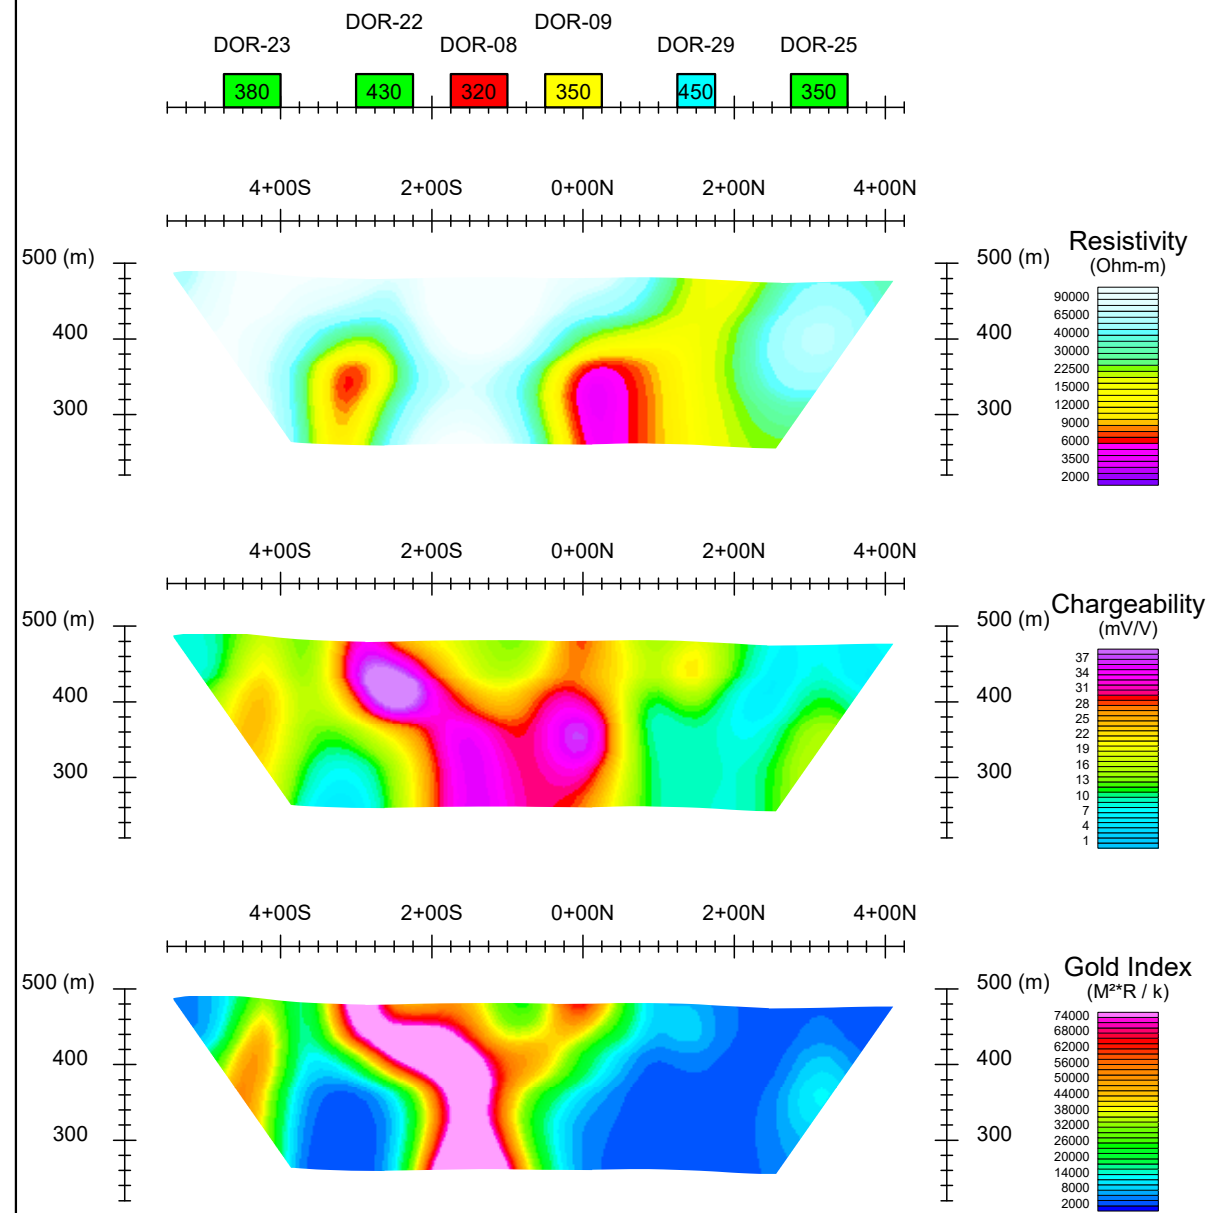 DOR-22 DOR-09
DOR-23 DOR-08 DOR-29 DOR-25
380 430 320 350 450 350
4+00S 2+00S 0+00N 2+00N 4+00N
500 (m) 500 (m)
400 400
300 300
Resistivity
(Ohm-m)
90000
65000
40000
30000
22500
15000
12000
9000
6000
3500
2000
4+00S 2+00S 0+00N 2+00N 4+00N
500 (m) 500 (m)
400 400
300 300
Chargeability
(mV/V)
37
34
31
28
25
22
19
16
13
10
7
4
1
4+00S 2+00S 0+00N 2+00N 4+00N
500 (m) 500 (m)
400 400
300 300
Gold Index
(M²*R / k)
74000
68000
62000
56000
50000
44000
38000
32000
26000
20000
14000
8000
2000